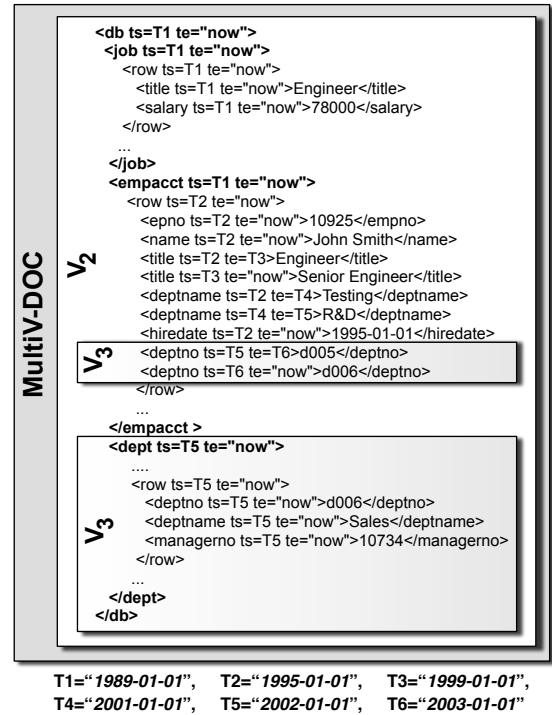 MultiV-DOC
<db ts=T1 te="now">
<job ts=T1 te="now">
<row ts=T1 te="now">
<title ts=T1 te="now">Engineer</title>
<salary ts=T1 te="now">78000</salary>
</row>
...
</job>
<empacct ts=T1 te="now">
V2
<row ts=T2 te="now">
<epno ts=T2 te="now">10925</empno>
<name ts=T2 te="now">John Smith</name>
<title ts=T2 te=T3>Engineer</title>
<title ts=T3 te="now">Senior Engineer</title>
<deptname ts=T2 te=T4>Testing</deptname>
<deptname ts=T4 te=T5>R&D</deptname>
<hiredate ts=T2 te="now">1995-01-01</hiredate>
V3
<deptno ts=T5 te=T6>d005</deptno>
<deptno ts=T6 te="now">d006</deptno>
</row>
...
</empacct >
<dept ts=T5 te="now">
....
<row ts=T5 te="now">
<deptno ts=T5 te="now">d006</deptno>
V3
<deptname ts=T5 te="now">Sales</deptname>
<managerno ts=T5 te="now">10734</managerno>
</row>
...
</dept>
</db>
T1=“1989-01-01”, T2=“1995-01-01”, T3=“1999-01-01”,
T4=“2001-01-01”, T5=“2002-01-01”, T6=“2003-01-01”